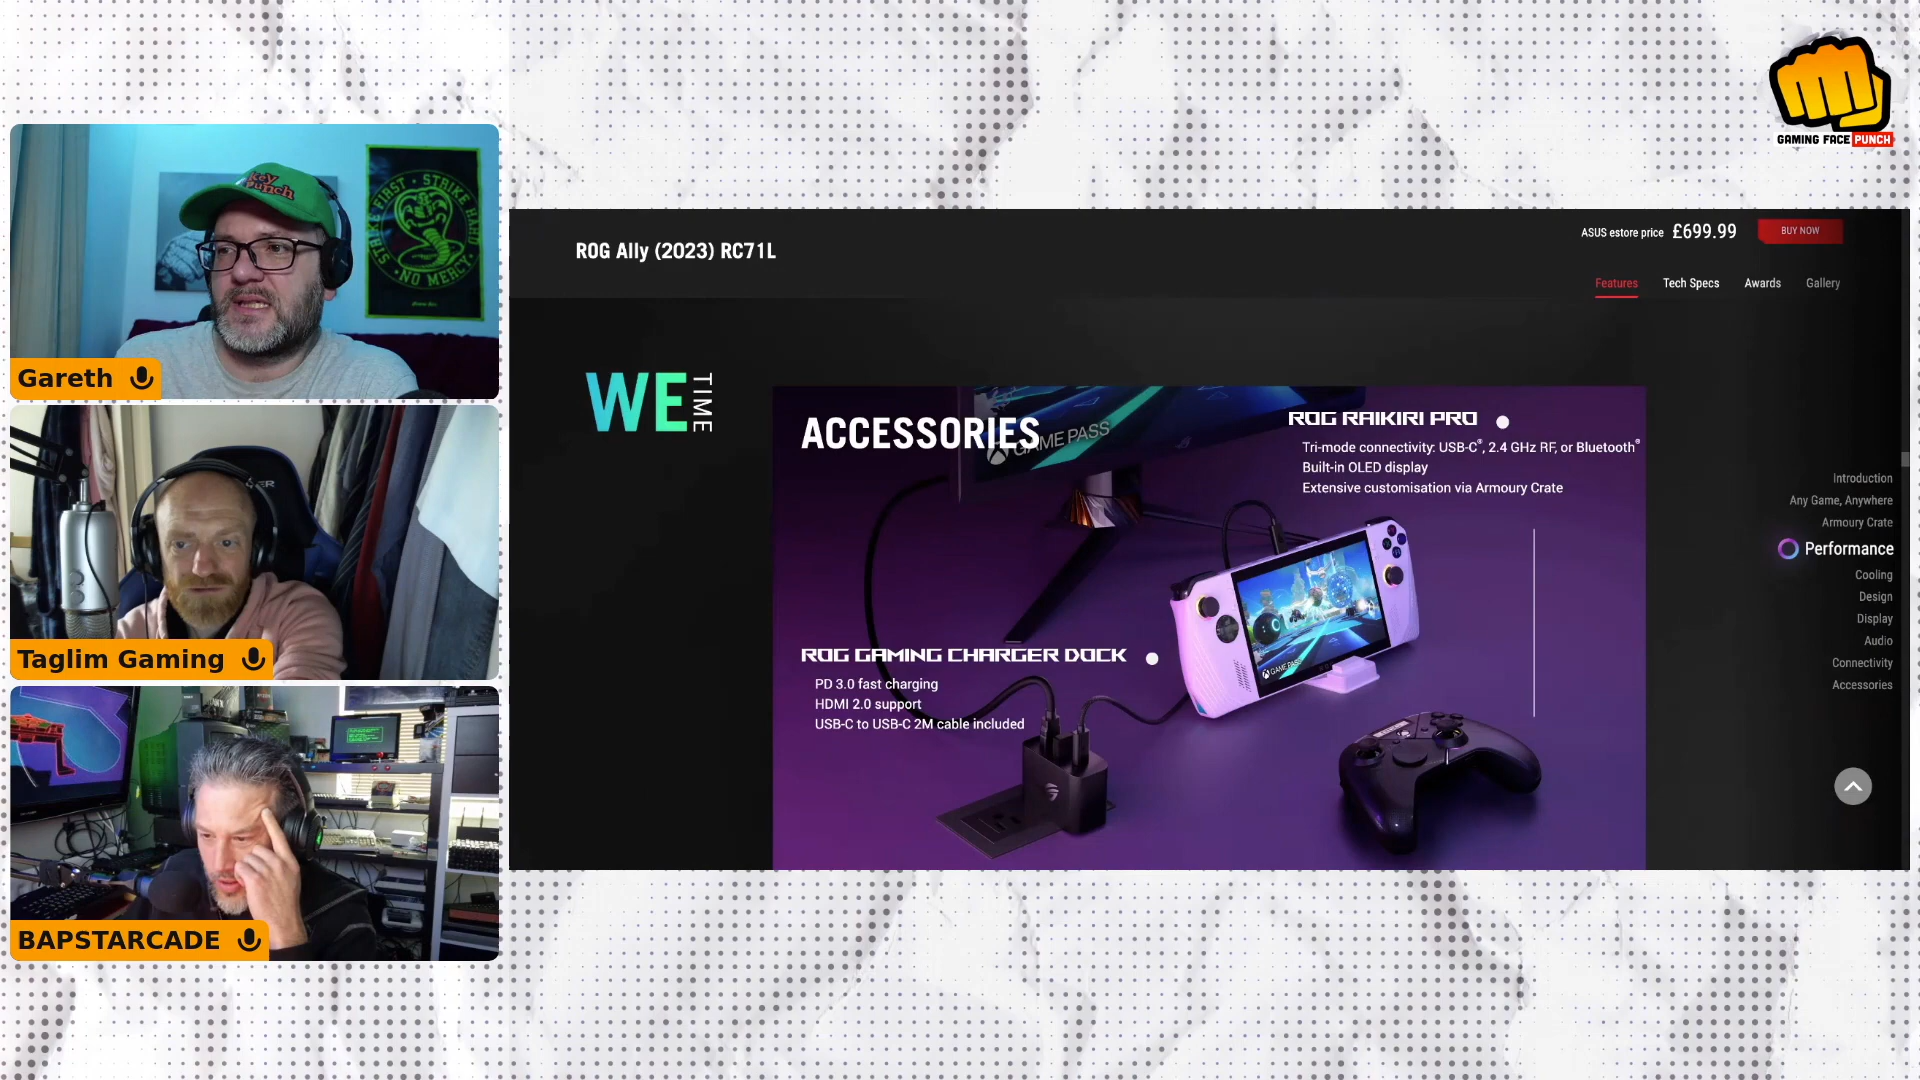 GAMING FACE PUNCH
Key
Punch
STRIKE FIRST • STRIKE HARD
• NO MERCY •
Gareth
Taglim Gaming
BAPSTARCADE
ROG Ally (2023) RC71L
ASUS estore price £699.99
BUY NOW
Features
Tech Specs
Awards
Gallery
WE
TIME
ACCESSORIES
GAME PASS
ROG RAIKIRI PRO
Tri-mode connectivity: USB-C®, 2.4 GHz RF, or Bluetooth®
Built-in OLED display
Extensive customisation via Armoury Crate
ROG GAMING CHARGER DOCK
PD 3.0 fast charging
HDMI 2.0 support
USB-C to USB-C 2M cable included
GAME PASS
Introduction
Any Game, Anywhere
Armoury Crate
Performance
Cooling
Design
Display
Audio
Connectivity
Accessories